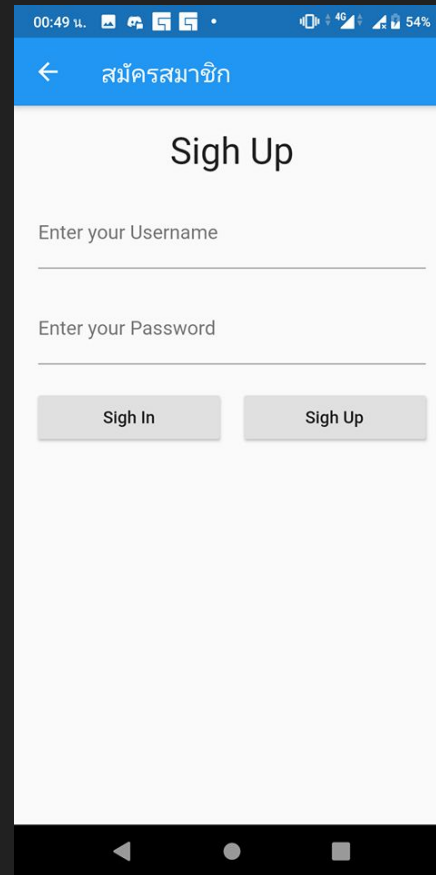 00:49 น. 4G 54%
สมัครสมาชิก
Sigh Up
Enter your Username
Enter your Password
Sigh In Sigh Up